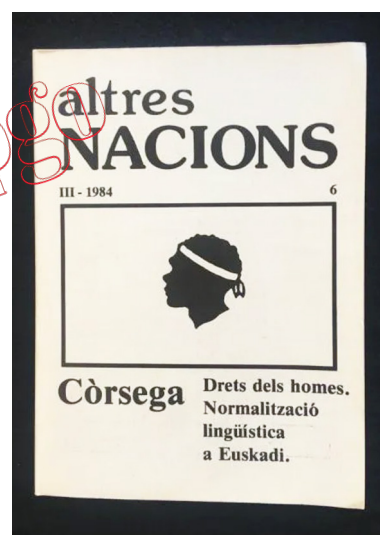 altres
NACIONS
III - 1984 6
Còrsega
Drets dels homes.
Normalització
lingüística
a Euskadi.